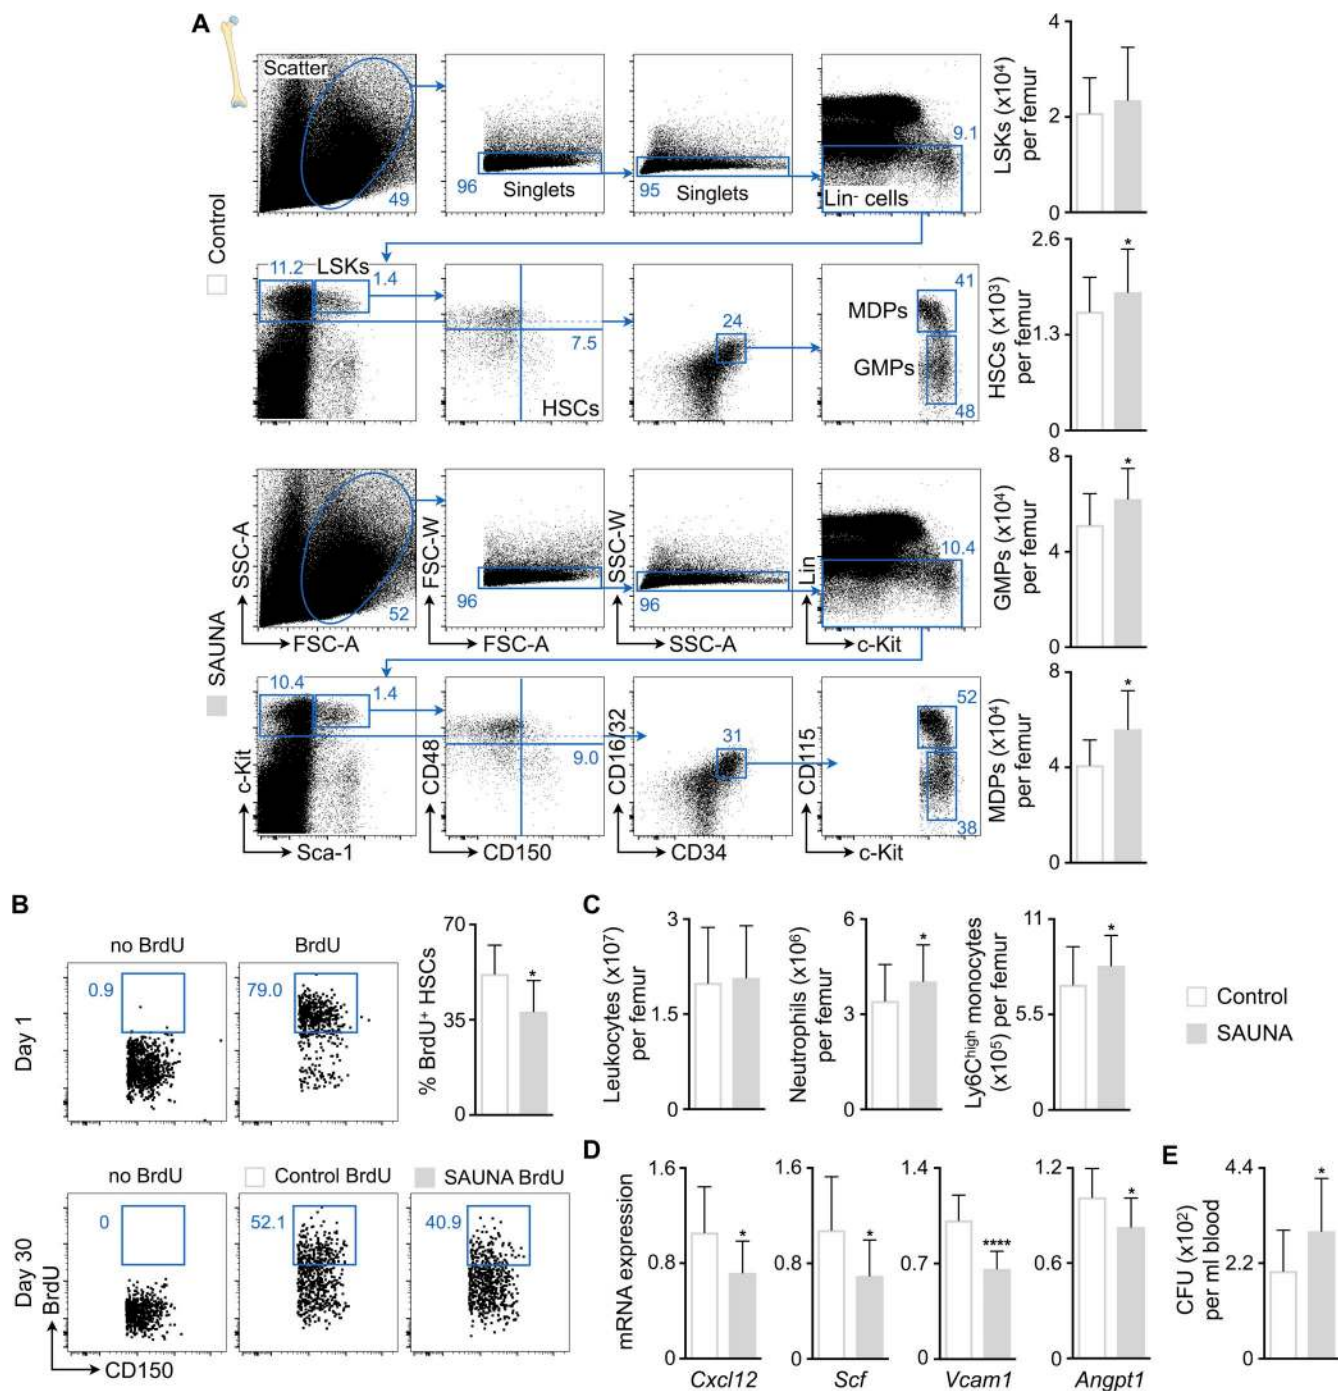 A
Scatter
49
96
Singlets
95
Singlets
9.1
Lin⁻ cells
4
2
0
LSKs (x10⁴)
per femur
Control
11.2
LSKs
1.4
7.5
HSCs
24
41
MDPs
GMPs
48
2.6
1.3
0
HSCs (x10³)
per femur
SSC-A
FSC-A
52
FSC-W
FSC-A
96
SSC-W
SSC-A
96
Lin
c-Kit
10.4
8
4
0
GMPs (x10⁴)
per femur
*
SAUNA
10.4
1.4
c-Kit
Sca-1
CD48
CD150
9.0
CD16/32
CD34
31
CD115
c-Kit
52
38
8
4
0
MDPs (x10⁴)
per femur
*
*
B
no BrdU
BrdU
Day 1
0.9
79.0
70
35
0
% BrdU⁺ HSCs
*
no BrdU
Control BrdU
SAUNA BrdU
Day 30
0
52.1
40.9
BrdU
CD150
C
3
1.5
0
Leukocytes (x10⁷)
per femur
6
3
0
Neutrophils (x10⁶)
per femur
*
11
5.5
0
Ly6Cʰⁱᵍʰ monocytes
(x10⁵) per femur
*
Control
SAUNA
D
mRNA expression
1.6
0.8
0
*
Cxcl12
1.6
0.8
0
*
Scf
1.4
0.7
0
****
Vcam1
1.2
0.6
0
*
Angpt1
E
4.4
2.2
0
CFU (x10²)
per ml blood
*